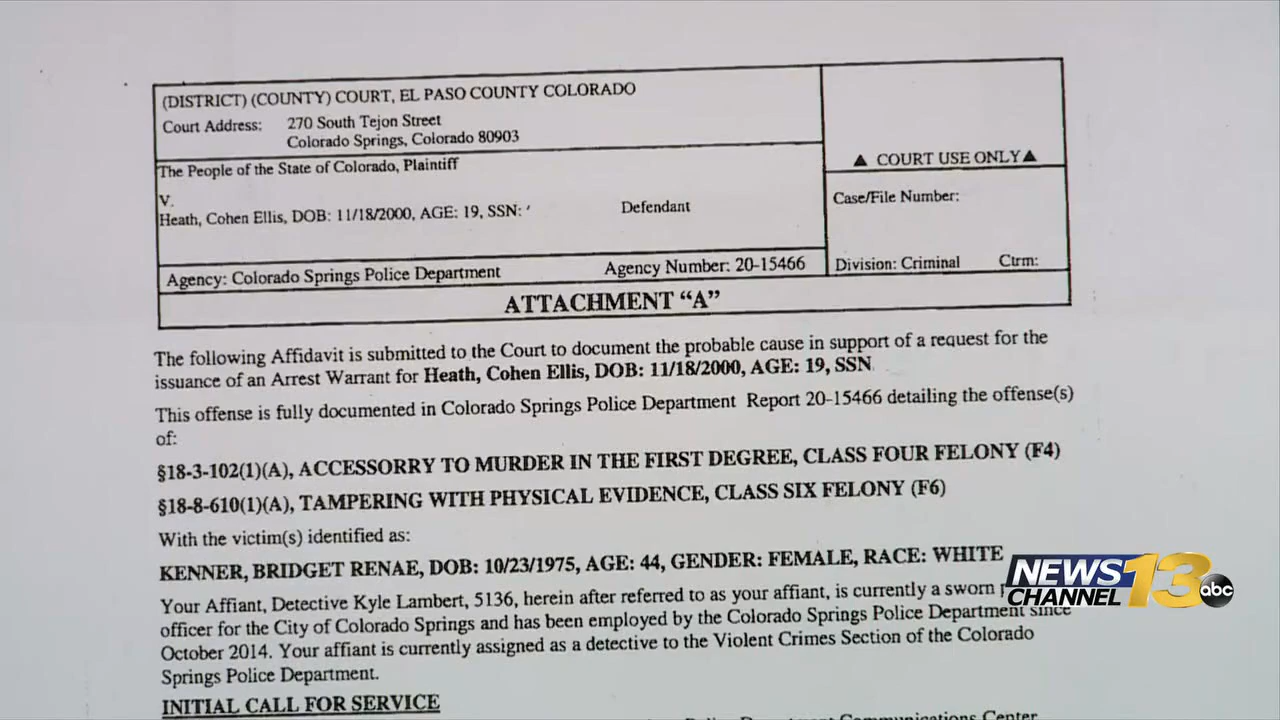 (DISTRICT) (COUNTY) COURT, EL PASO COUNTY COLORADO
Court Address: 270 South Tejon Street
Colorado Springs, Colorado 80903
▲ COURT USE ONLY▲
The People of the State of Colorado, Plaintiff
V.
Heath, Cohen Ellis, DOB: 11/18/2000, AGE: 19, SSN: Defendant
Case/File Number:
Agency: Colorado Springs Police Department Agency Number: 20-15466
Division: Criminal Ctrm:
ATTACHMENT “A”
The following Affidavit is submitted to the Court to document the probable cause in support of a request for the
issuance of an Arrest Warrant for Heath, Cohen Ellis, DOB: 11/18/2000, AGE: 19, SSN
This offense is fully documented in Colorado Springs Police Department Report 20-15466 detailing the offense(s)
of:
§18-3-102(1)(A), ACCESSORRY TO MURDER IN THE FIRST DEGREE, CLASS FOUR FELONY (F4)
§18-8-610(1)(A), TAMPERING WITH PHYSICAL EVIDENCE, CLASS SIX FELONY (F6)
With the victim(s) identified as:
KENNER, BRIDGET RENAE, DOB: 10/23/1975, AGE: 44, GENDER: FEMALE, RACE: WHITE
Your Affiant, Detective Kyle Lambert, 5136, herein after referred to as your affiant, is currently a sworn
officer for the City of Colorado Springs and has been employed by the Colorado Springs Police Department since
October 2014. Your affiant is currently assigned as a detective to the Violent Crimes Section of the Colorado
Springs Police Department.
INITIAL CALL FOR SERVICE
Police Department Communications Center
NEWS
CHANNEL 13 abc